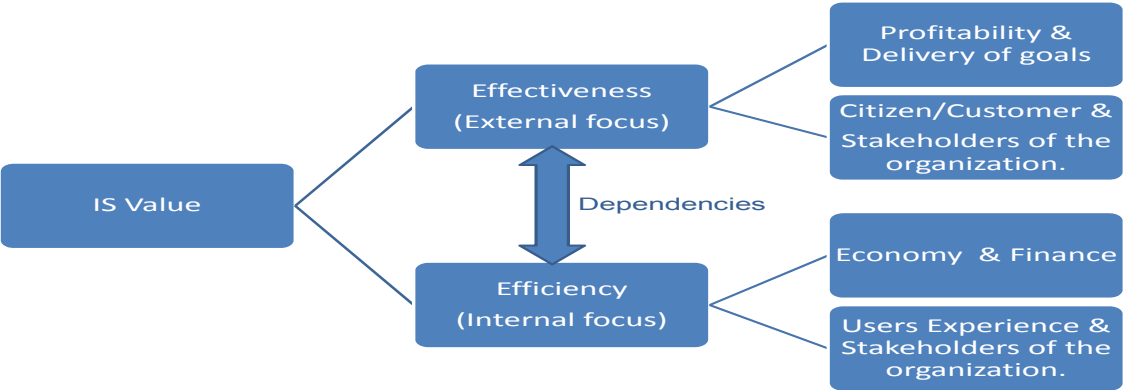 Profitability &
Delivery of goals
Effectiveness
(External focus)
Citizen/Customer &
Stakeholders of the
organization.
IS Value
Dependencies
Economy & Finance
Efficiency
(Internal focus)
Users Experience &
Stakeholders of the
organization.